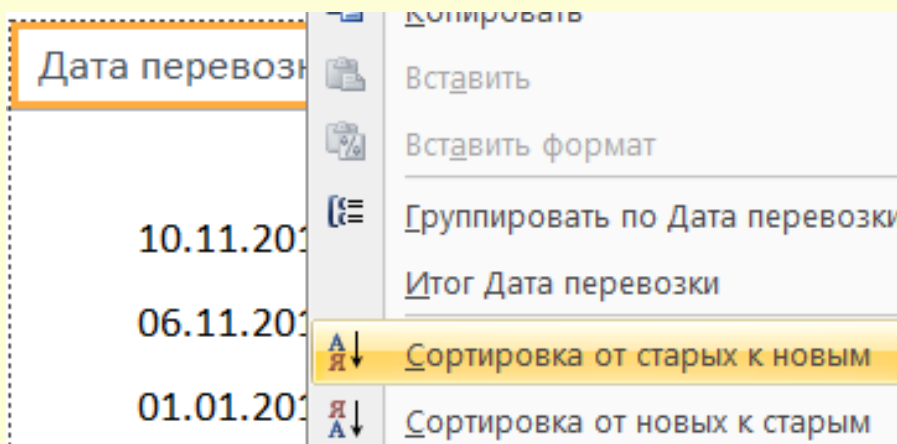 Копировать
Дата перевозк
Вставить
Вставить формат
Группировать по Дата перевозки
10.11.201
Итог Дата перевозки
06.11.201
Сортировка от старых к новым
01.01.201
Сортировка от новых к старым